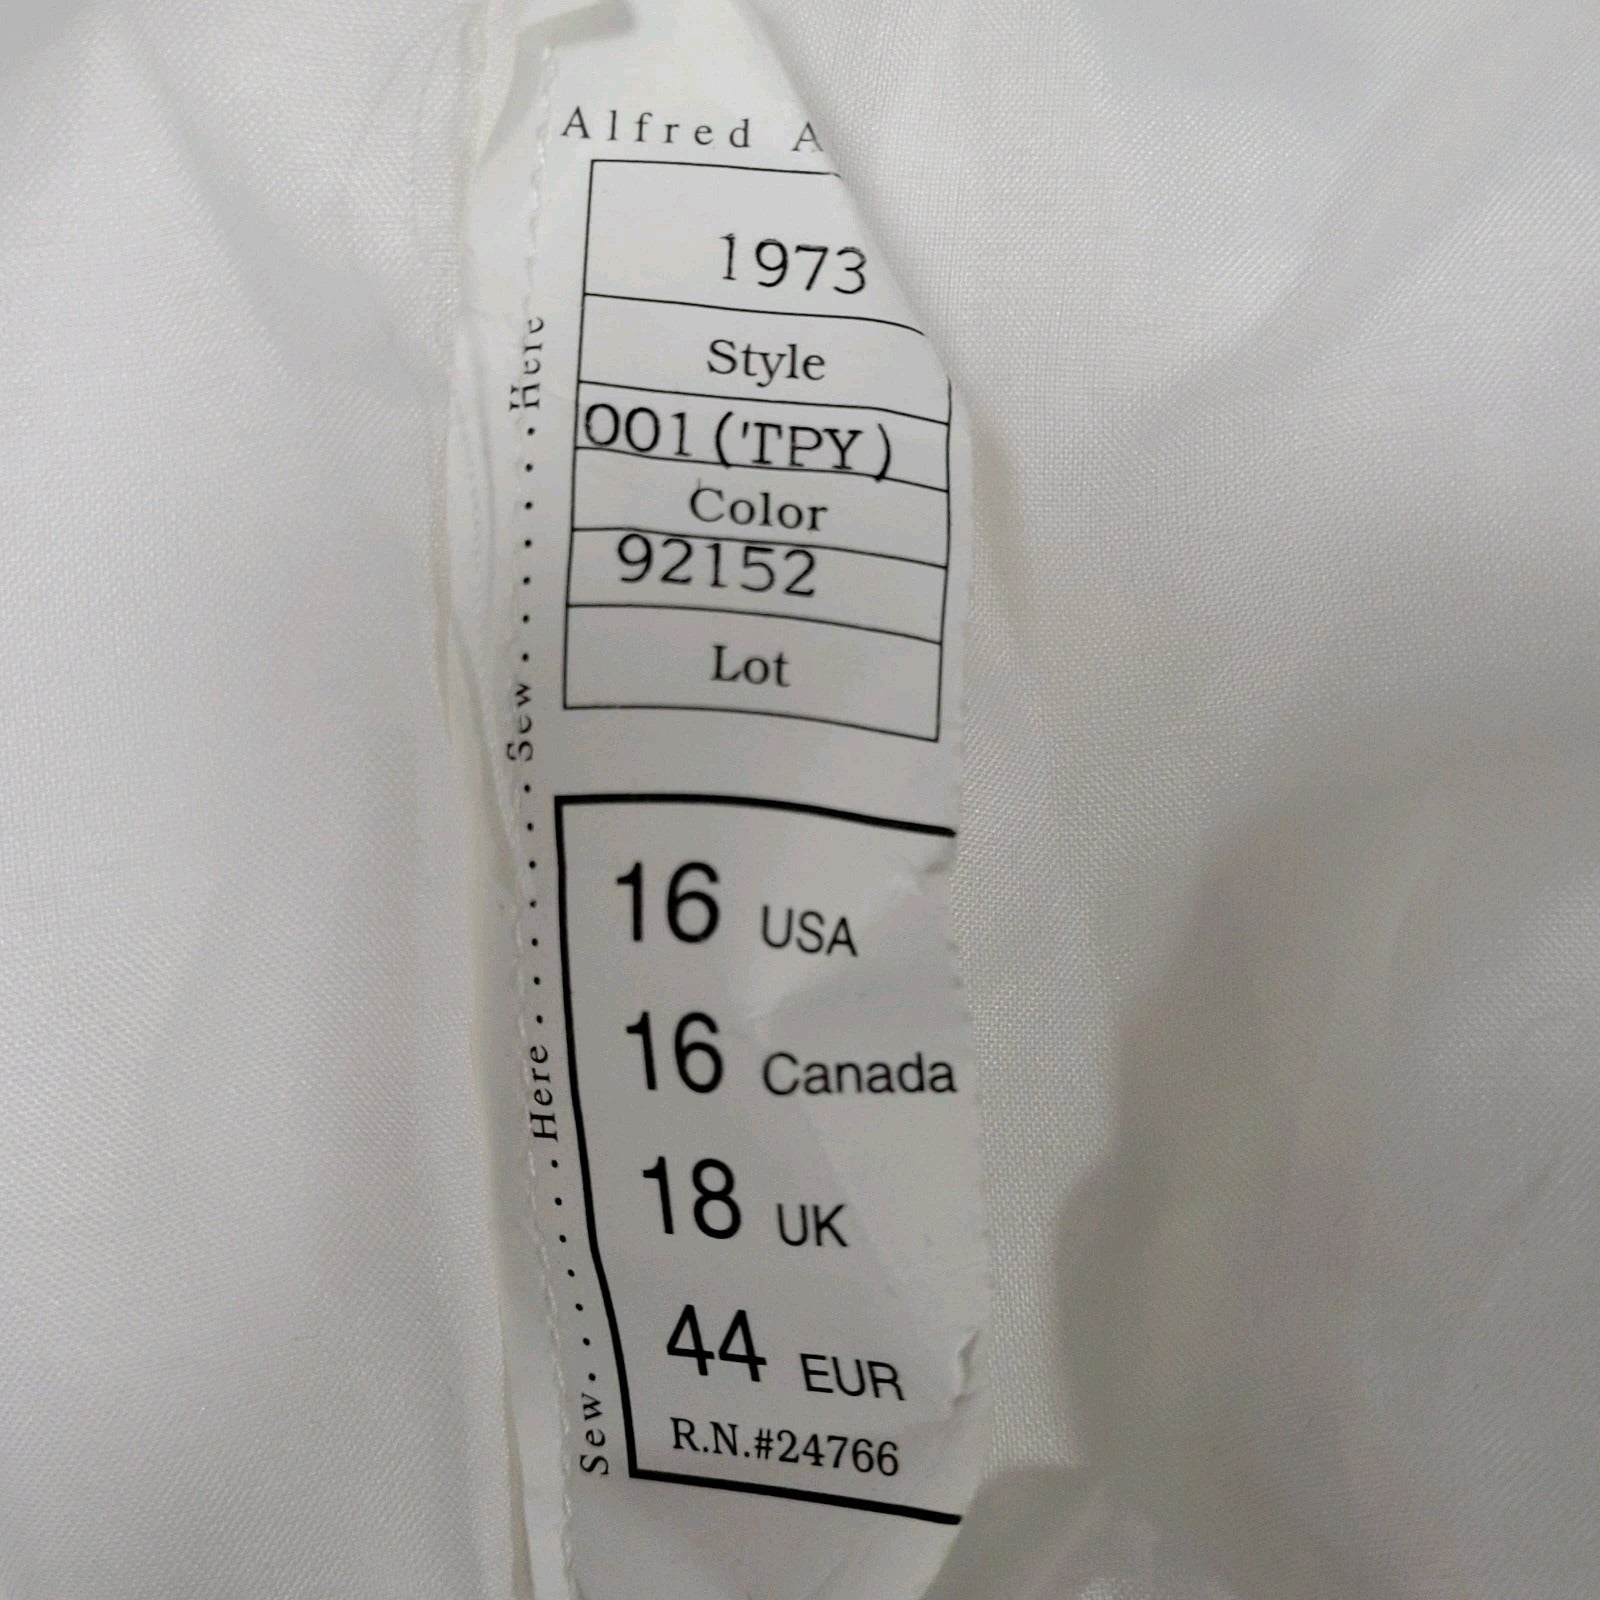 Alfred A
1973
Style
001('TPY)
Color
92152
Lot
16 USA
16 Canada
18 UK
44 EUR
R.N.#24766
Sew....Here........Sew.......Here